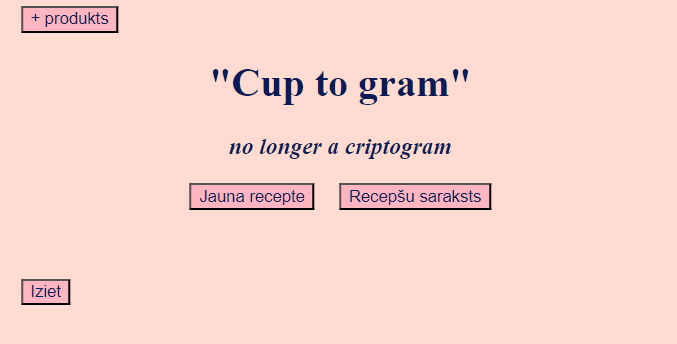 + produkts
"Cup to gram"
no longer a criptogram
Jauna recepte Recepšu saraksts
Iziet